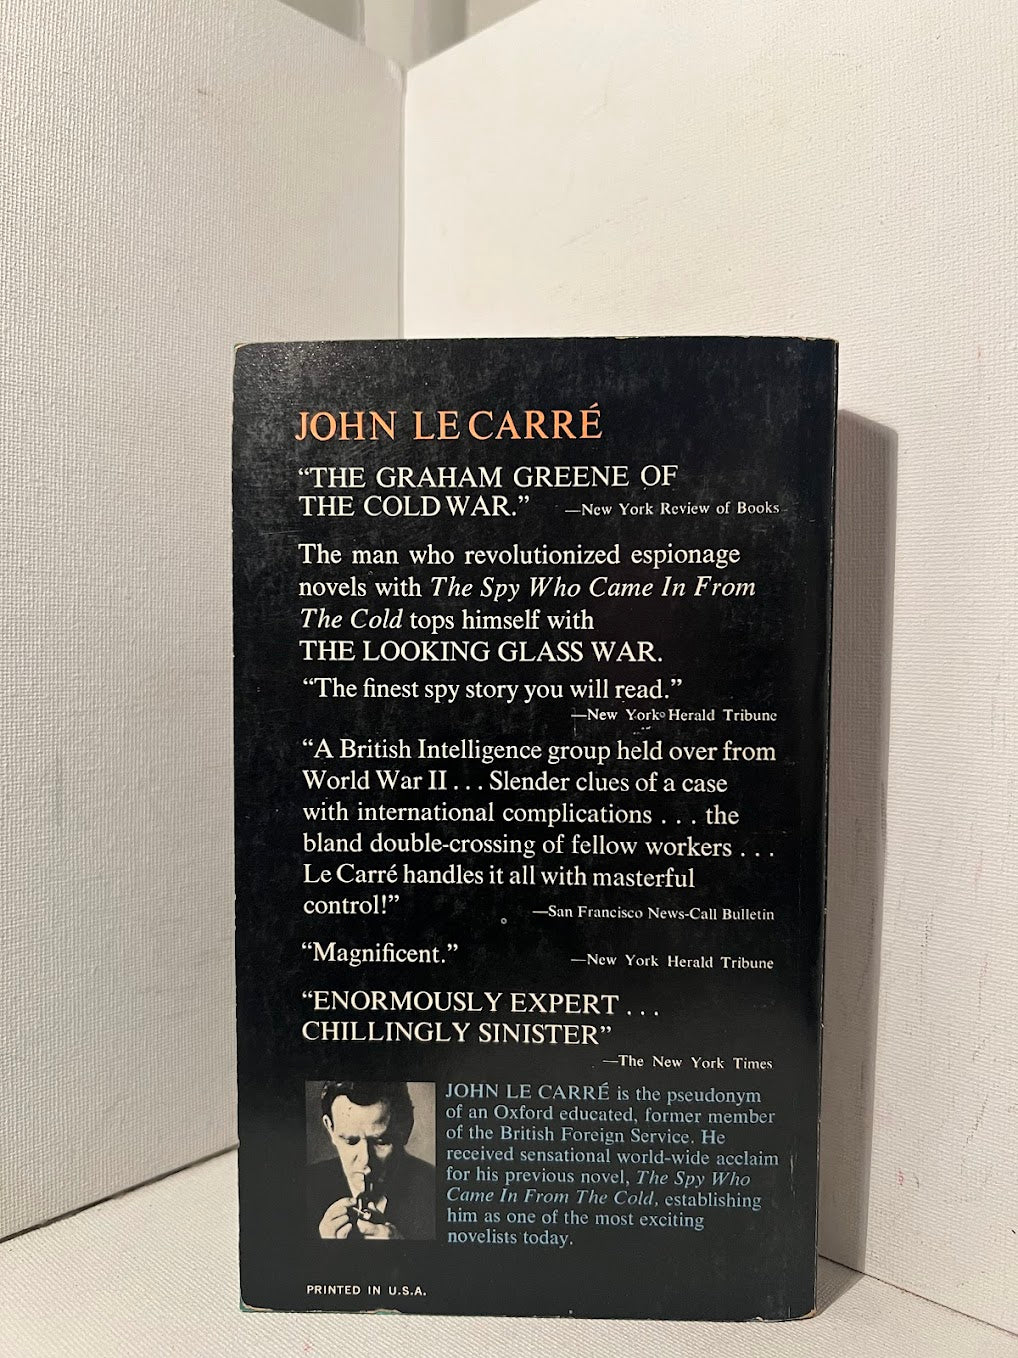 JOHN LE CARRÉ
“THE GRAHAM GREENE OF
THE COLD WAR.” —New York Review of Books
The man who revolutionized espionage
novels with The Spy Who Came In From
The Cold tops himself with
THE LOOKING GLASS WAR.
“The finest spy story you will read.”
—New York Herald Tribune
“A British Intelligence group held over from
World War II . . . Slender clues of a case
with international complications . . . the
bland double-crossing of fellow workers . . .
Le Carré handles it all with masterful
control!” —San Francisco News-Call Bulletin
“Magnificent.” —New York Herald Tribune
“ENORMOUSLY EXPERT . . .
CHILLINGLY SINISTER”
—The New York Times
JOHN LE CARRÉ is the pseudonym
of an Oxford educated, former member
of the British Foreign Service. He
received sensational world-wide acclaim
for his previous novel, The Spy Who
Came In From The Cold, establishing
him as one of the most exciting
novelists today.
PRINTED IN U.S.A.